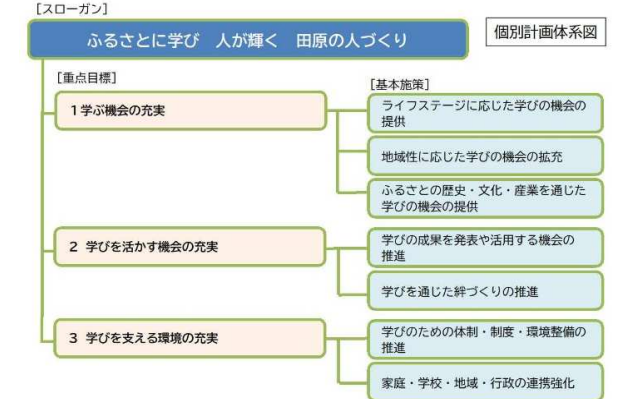 [スローガン]
ふるさとに学び　人が輝く　田原の人づくり
個別計画体系図
[重点目標]
[基本施策]
1学ぶ機会の充実
ライフステージに応じた学びの機会の
提供
地域性に応じた学びの機会の拡充
ふるさとの歴史・文化・産業を通じた
学びの機会の提供
2 学びを活かす機会の充実
学びの成果を発表や活用する機会の
推進
学びを通じた絆づくりの推進
3 学びを支える環境の充実
学びのための体制・制度・環境整備の
推進
家庭・学校・地域・行政の連携強化